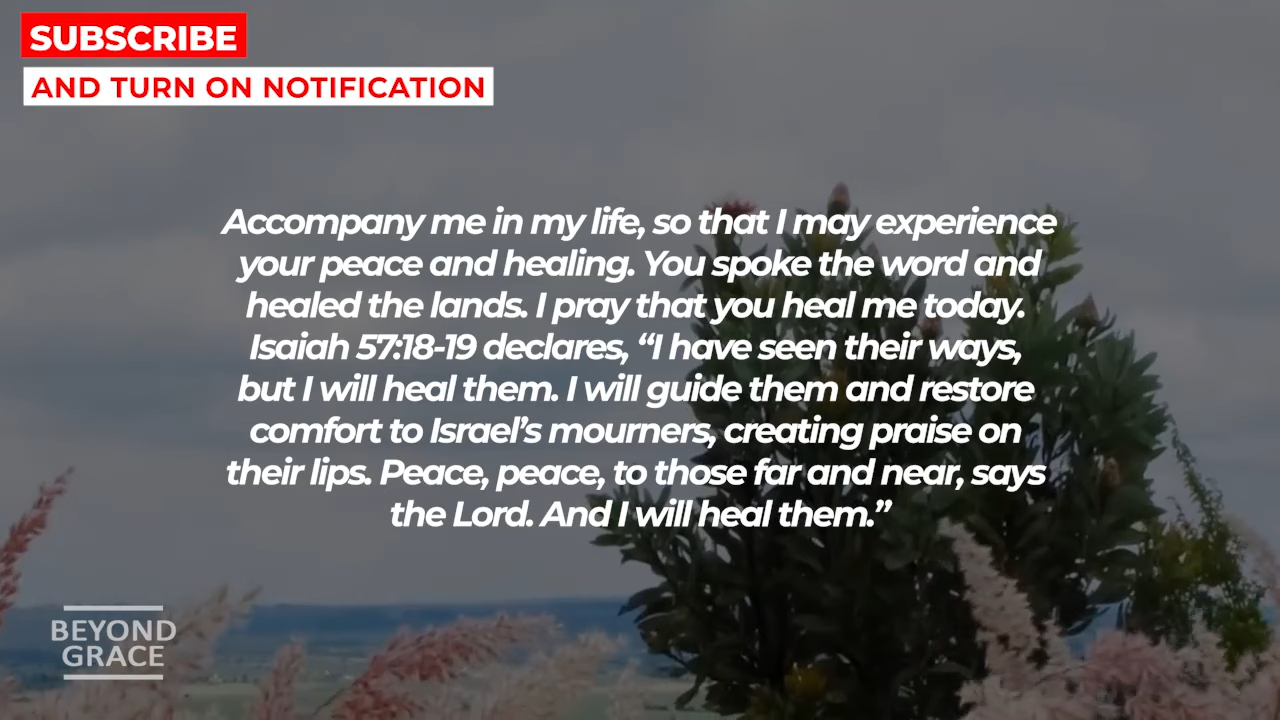 SUBSCRIBE
AND TURN ON NOTIFICATION
Accompany me in my life, so that I may experience
your peace and healing. You spoke the word and
healed the lands. I pray that you heal me today.
Isaiah 57:18-19 declares, “I have seen their ways,
but I will heal them. I will guide them and restore
comfort to Israel’s mourners, creating praise on
their lips. Peace, peace, to those far and near, says
the Lord. And I will heal them.”
BEYOND
GRACE